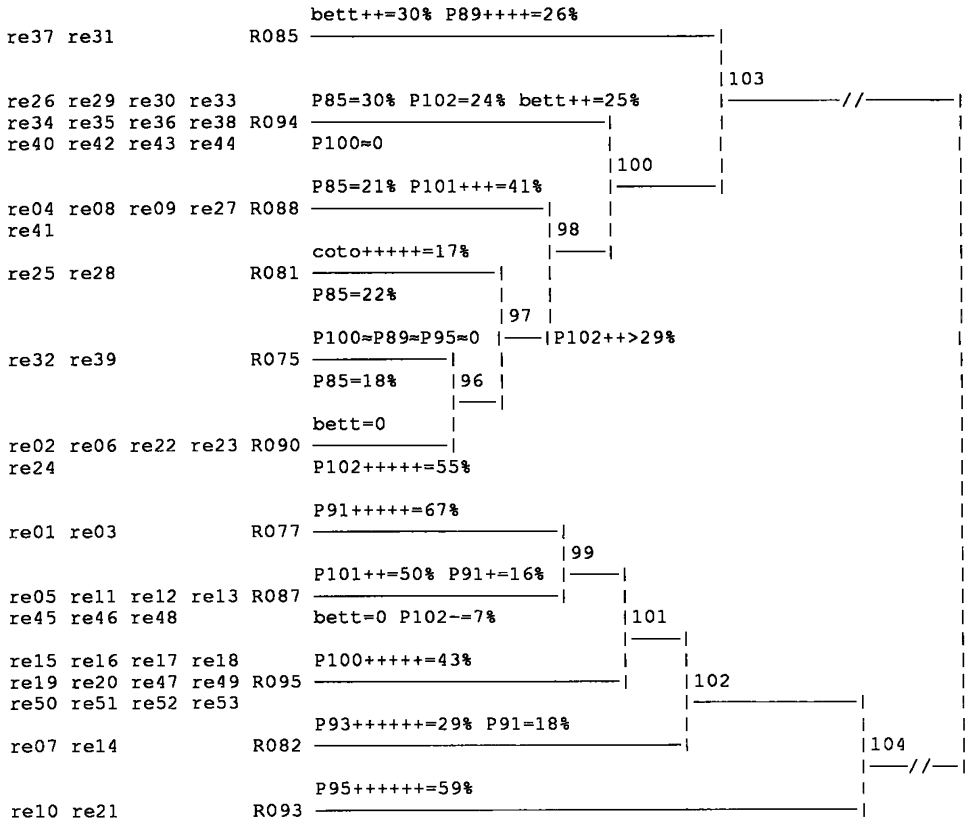 bett++=30% P89++++=26%
re37 re31 R085
103
re26 re29 re30 re33 P85=30% P102=24% bett++=25%
re34 re35 re36 re38 R094
re40 re42 re43 re44 P100≈0
100
P85=21% P101+++=41%
re04 re08 re09 re27 R088
re41
98
coto+++++=17%
re25 re28 R081
P85=22%
97
P100≈P89≈P95≈0 P102++>29%
re32 re39 R075
P85=18% 96
bett=0
re02 re06 re22 re23 R090
re24 P102+++++=55%
P91+++++=67%
re01 re03 R077
99
P101++=50% P91+=16%
re05 re11 re12 re13 R087
re45 re46 re48 bett=0 P102-=7%
101
re15 re16 re17 re18 P100+++++=43%
re19 re20 re47 re49 R095
102
re50 re51 re52 re53
P93++++++=29% P91=18%
re07 re14 R082
104
P95++++++=59%
re10 re21 R093